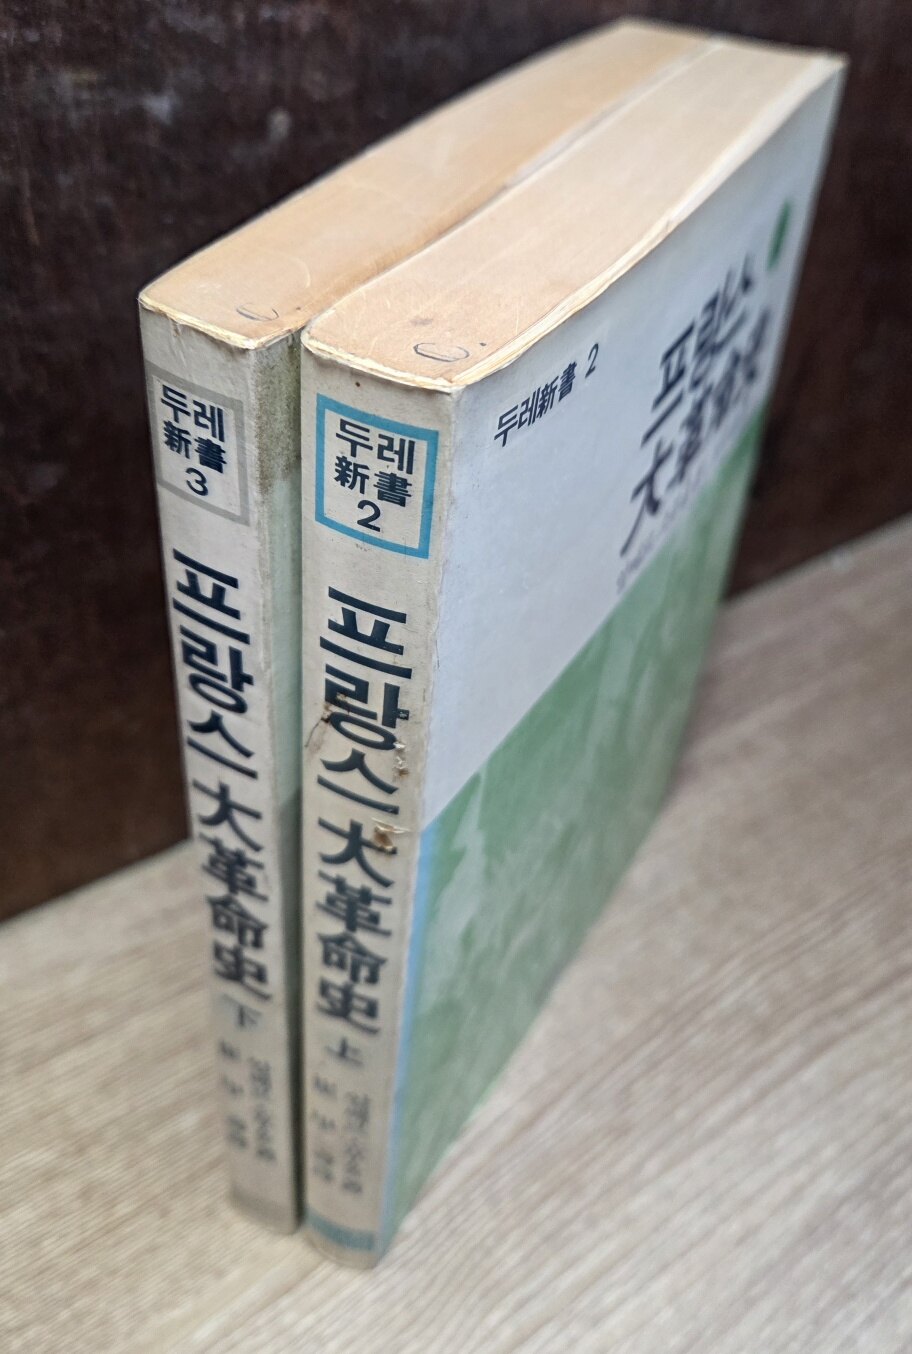 두레
新書
3
프랑스 大革命史
下
두레
新書
2
프랑스 大革命史
上
두레新書 2
프랑스
大革命史